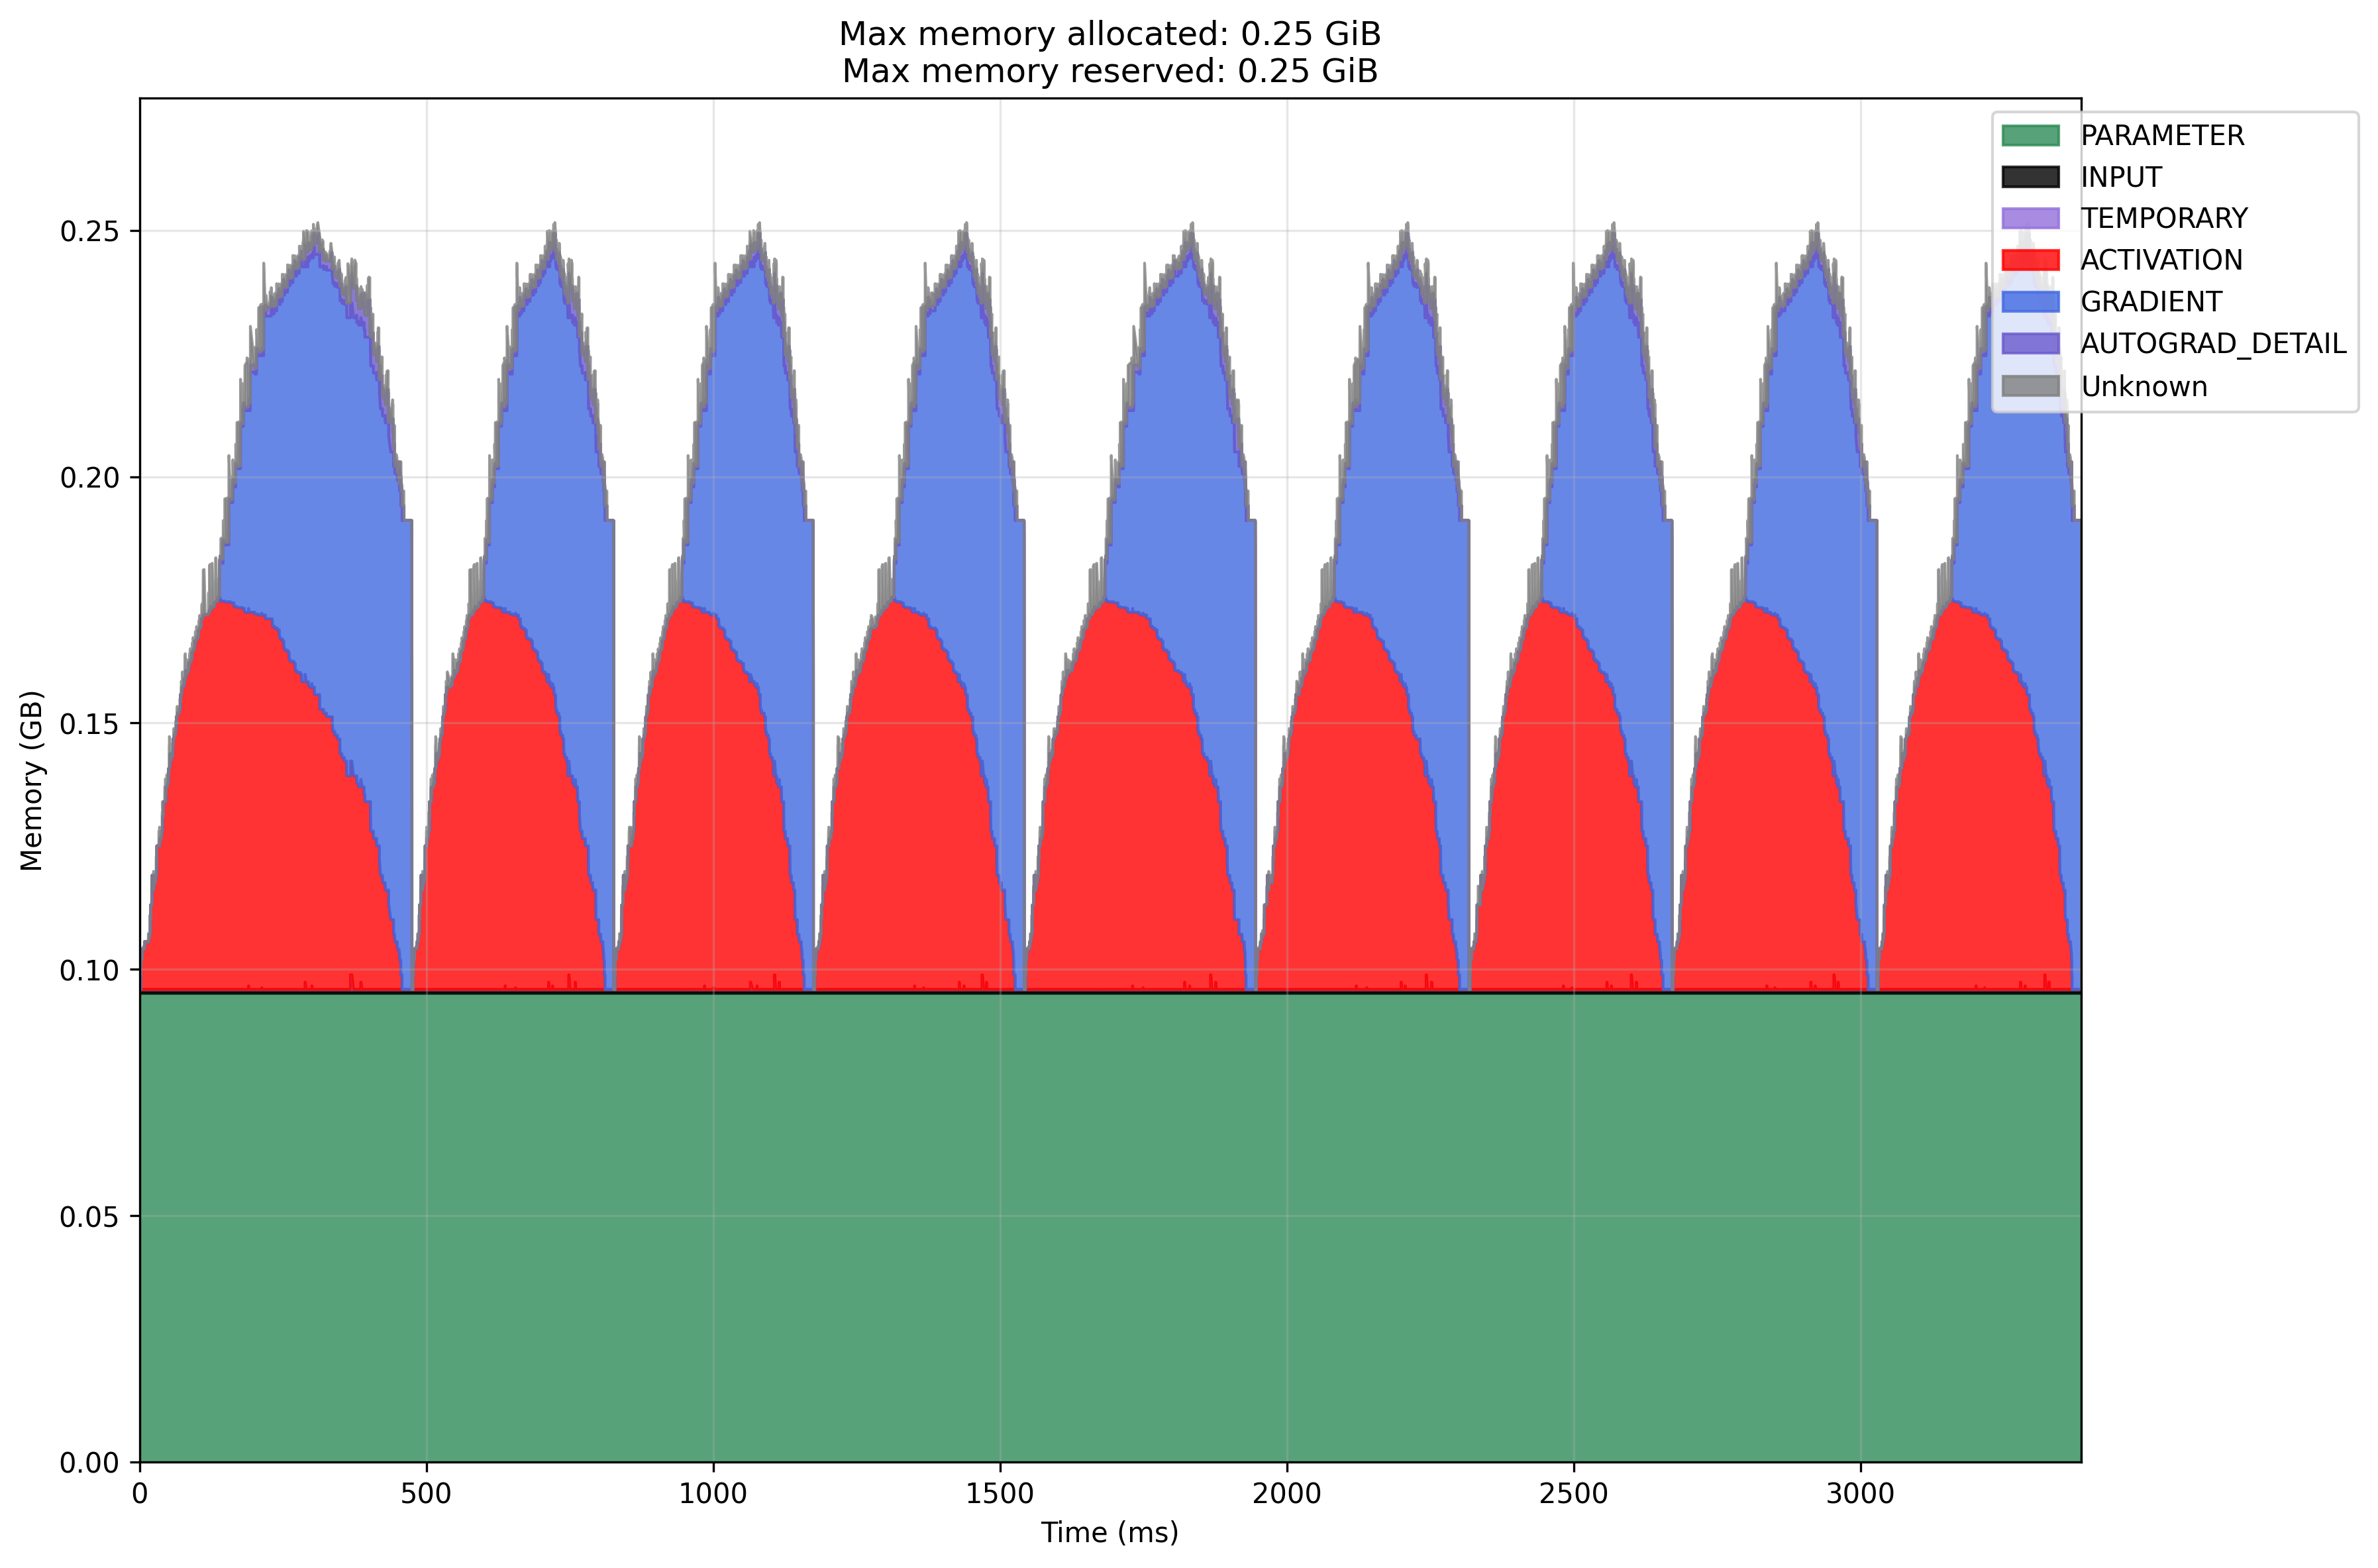 Max memory allocated: 0.25 GiB
Max memory reserved: 0.25 GiB
PARAMETER
INPUT
TEMPORARY
ACTIVATION
GRADIENT
AUTOGRAD_DETAIL
Unknown
Memory (GB)
0.25
0.20
0.15
0.10
0.05
0.00
0
500
1000
1500
2000
2500
3000
Time (ms)